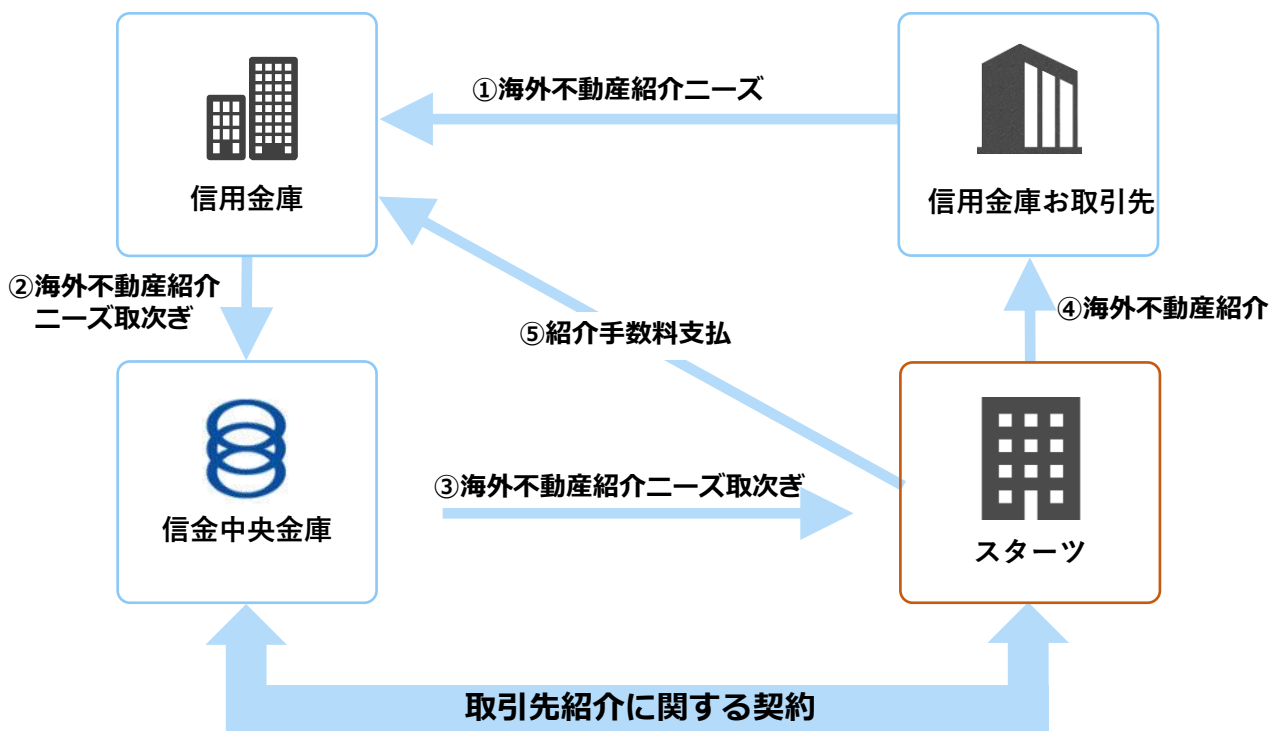 ①海外不動産紹介ニーズ
信用金庫
信用金庫お取引先
②海外不動産紹介
ニーズ取次ぎ
④海外不動産紹介
⑤紹介手数料支払
③海外不動産紹介ニーズ取次ぎ
信金中央金庫
スターツ
取引先紹介に関する契約